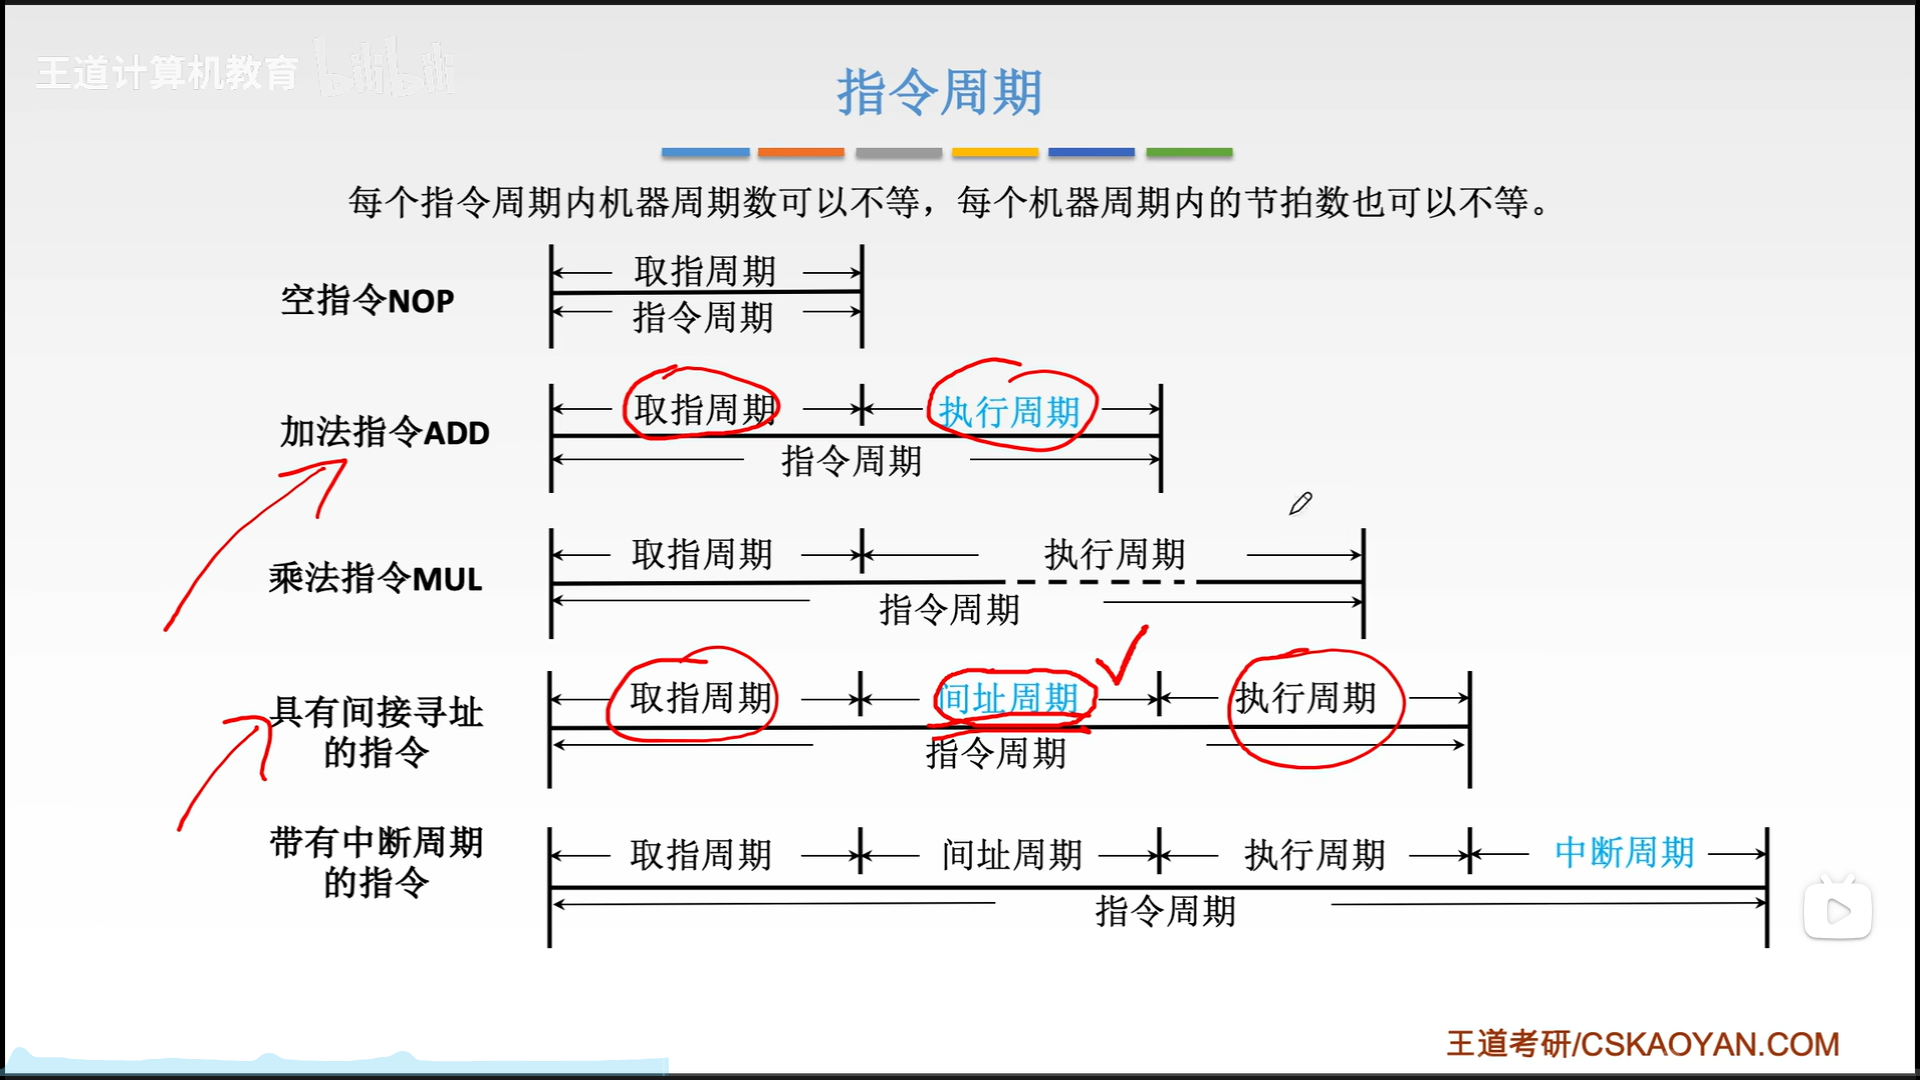 王道计算机教育 bilibili
指令周期
每个指令周期内机器周期数可以不等，每个机器周期内的节拍数也可以不等。
空指令NOP
取指周期
指令周期
加法指令ADD
取指周期 执行周期
指令周期
乘法指令MUL
取指周期 执行周期
指令周期
具有间接寻址
的指令
取指周期 间址周期 执行周期
指令周期
带有中断周期
的指令
取指周期 间址周期 执行周期 中断周期
指令周期
王道考研/CSKAOYAN.COM